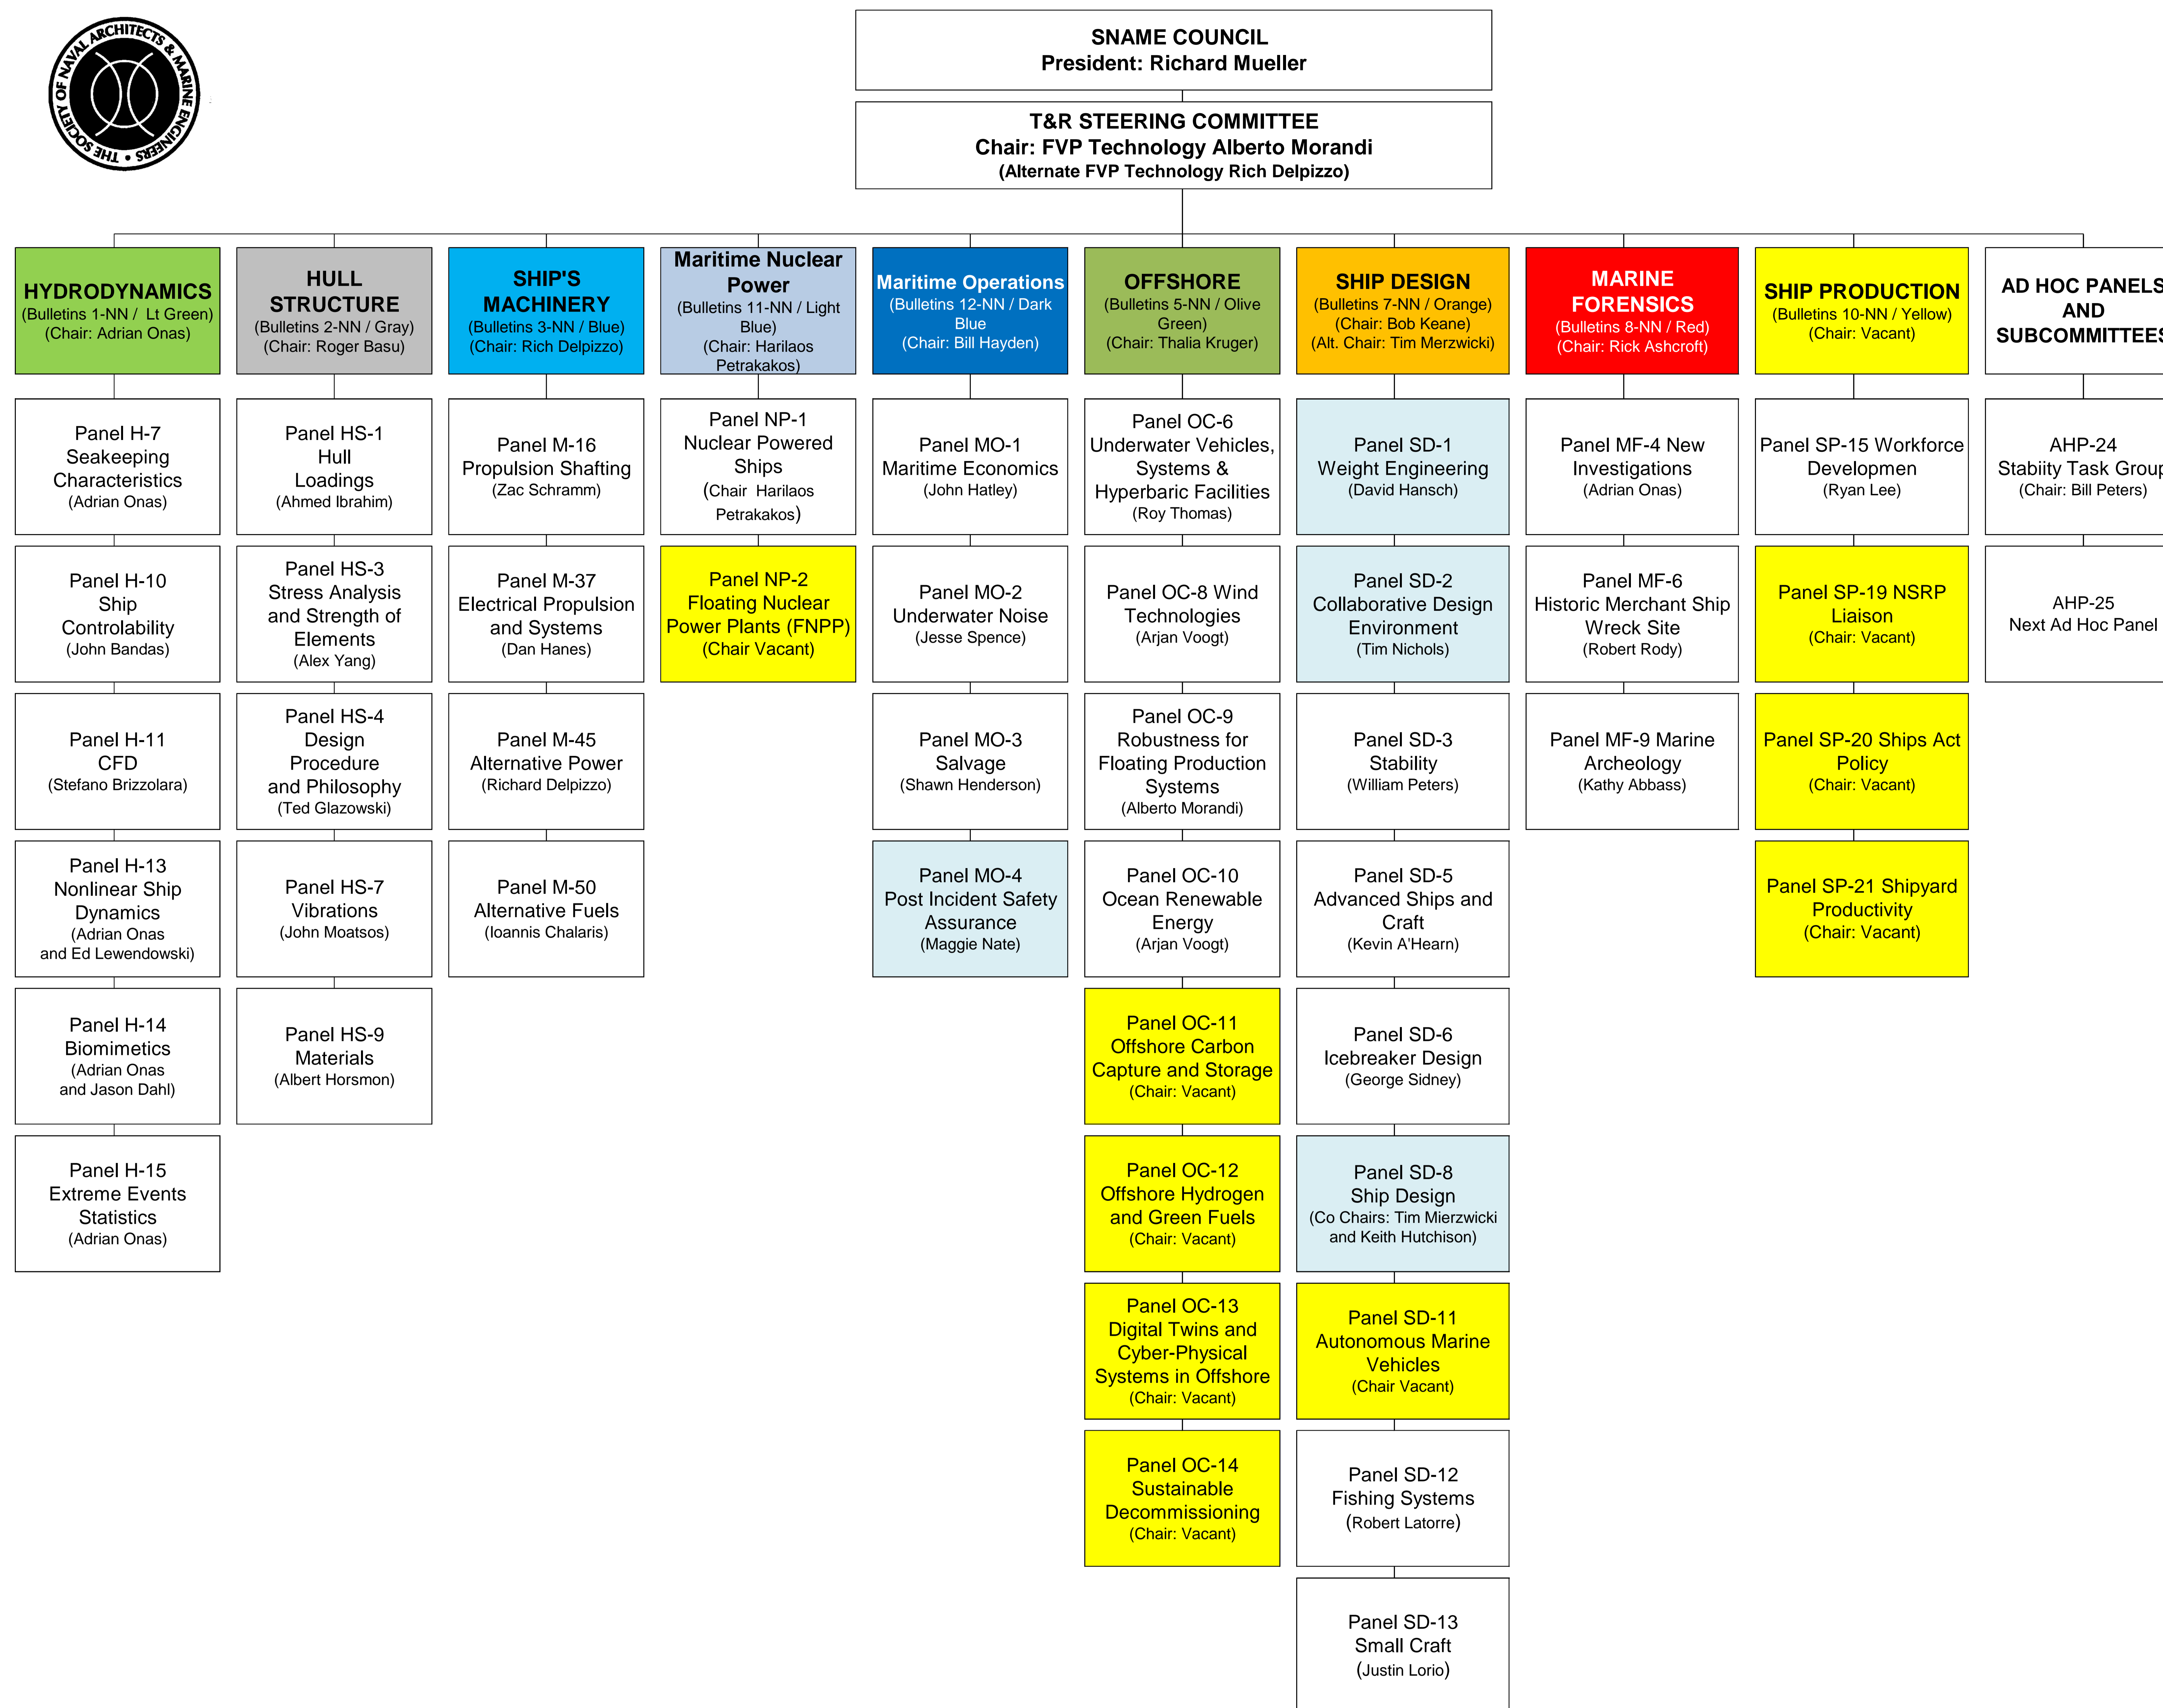 THE SOCIETY OF NAVAL ARCHITECTS & MARINE ENGINEERS •
SNAME COUNCIL
President: Richard Mueller
T&R STEERING COMMITTEE
Chair: FVP Technology Alberto Morandi
(Alternate FVP Technology Rich Delpizzo)
HYDRODYNAMICS
(Bulletins 1-NN / Lt Green)
(Chair: Adrian Onas)
Panel H-7
Seakeeping
Characteristics
(Adrian Onas)
Panel H-10
Ship
Controlability
(John Bandas)
Panel H-11
CFD
(Stefano Brizzolara)
Panel H-13
Nonlinear Ship
Dynamics
(Adrian Onas
and Ed Lewendowski)
Panel H-14
Biomimetics
(Adrian Onas
and Jason Dahl)
Panel H-15
Extreme Events
Statistics
(Adrian Onas)
HULL
STRUCTURE
(Bulletins 2-NN / Gray)
(Chair: Roger Basu)
Panel HS-1
Hull
Loadings
(Ahmed Ibrahim)
Panel HS-3
Stress Analysis
and Strength of
Elements
(Alex Yang)
Panel HS-4
Design
Procedure
and Philosophy
(Ted Glazowski)
Panel HS-7
Vibrations
(John Moatsos)
Panel HS-9
Materials
(Albert Horsmon)
SHIP'S
MACHINERY
(Bulletins 3-NN / Blue)
(Chair: Rich Delpizzo)
Panel M-16
Propulsion Shafting
(Zac Schramm)
Panel M-37
Electrical Propulsion
and Systems
(Dan Hanes)
Panel M-45
Alternative Power
(Richard Delpizzo)
Panel M-50
Alternative Fuels
(Ioannis Chalaris)
Maritime Nuclear
Power
(Bulletins 11-NN / Light
Blue)
(Chair: Harilaos
Petrakakos)
Panel NP-1
Nuclear Powered
Ships
(Chair Harilaos
Petrakakos)
Panel NP-2
Floating Nuclear
Power Plants (FNPP)
(Chair Vacant)
Maritime Operations
(Bulletins 12-NN / Dark
Blue
(Chair: Bill Hayden)
Panel MO-1
Maritime Economics
(John Hatley)
Panel MO-2
Underwater Noise
(Jesse Spence)
Panel MO-3
Salvage
(Shawn Henderson)
Panel MO-4
Post Incident Safety
Assurance
(Maggie Nate)
OFFSHORE
(Bulletins 5-NN / Olive
Green)
(Chair: Thalia Kruger)
Panel OC-6
Underwater Vehicles,
Systems &
Hyperbaric Facilities
(Roy Thomas)
Panel OC-8 Wind
Technologies
(Arjan Voogt)
Panel OC-9
Robustness for
Floating Production
Systems
(Alberto Morandi)
Panel OC-10
Ocean Renewable
Energy
(Arjan Voogt)
Panel OC-11
Offshore Carbon
Capture and Storage
(Chair: Vacant)
Panel OC-12
Offshore Hydrogen
and Green Fuels
(Chair: Vacant)
Panel OC-13
Digital Twins and
Cyber-Physical
Systems in Offshore
(Chair: Vacant)
Panel OC-14
Sustainable
Decommissioning
(Chair: Vacant)
SHIP DESIGN
(Bulletins 7-NN / Orange)
(Chair: Bob Keane)
(Alt. Chair: Tim Merzwicki)
Panel SD-1
Weight Engineering
(David Hansch)
Panel SD-2
Collaborative Design
Environment
(Tim Nichols)
Panel SD-3
Stability
(William Peters)
Panel SD-5
Advanced Ships and
Craft
(Kevin A'Hearn)
Panel SD-6
Icebreaker Design
(George Sidney)
Panel SD-8
Ship Design
(Co Chairs: Tim Mierzwicki
and Keith Hutchison)
Panel SD-11
Autonomous Marine
Vehicles
(Chair Vacant)
Panel SD-12
Fishing Systems
(Robert Latorre)
Panel SD-13
Small Craft
(Justin Lorio)
MARINE
FORENSICS
(Bulletins 8-NN / Red)
(Chair: Rick Ashcroft)
Panel MF-4 New
Investigations
(Adrian Onas)
Panel MF-6
Historic Merchant Ship
Wreck Site
(Robert Rody)
Panel MF-9 Marine
Archeology
(Kathy Abbass)
SHIP PRODUCTION
(Bulletins 10-NN / Yellow)
(Chair: Vacant)
Panel SP-15 Workforce
Developmen
(Ryan Lee)
Panel SP-19 NSRP
Liaison
(Chair: Vacant)
Panel SP-20 Ships Act
Policy
(Chair: Vacant)
Panel SP-21 Shipyard
Productivity
(Chair: Vacant)
AD HOC PANELS
AND
SUBCOMMITTEES
AHP-24
Stabiity Task Group
(Chair: Bill Peters)
AHP-25
Next Ad Hoc Panel